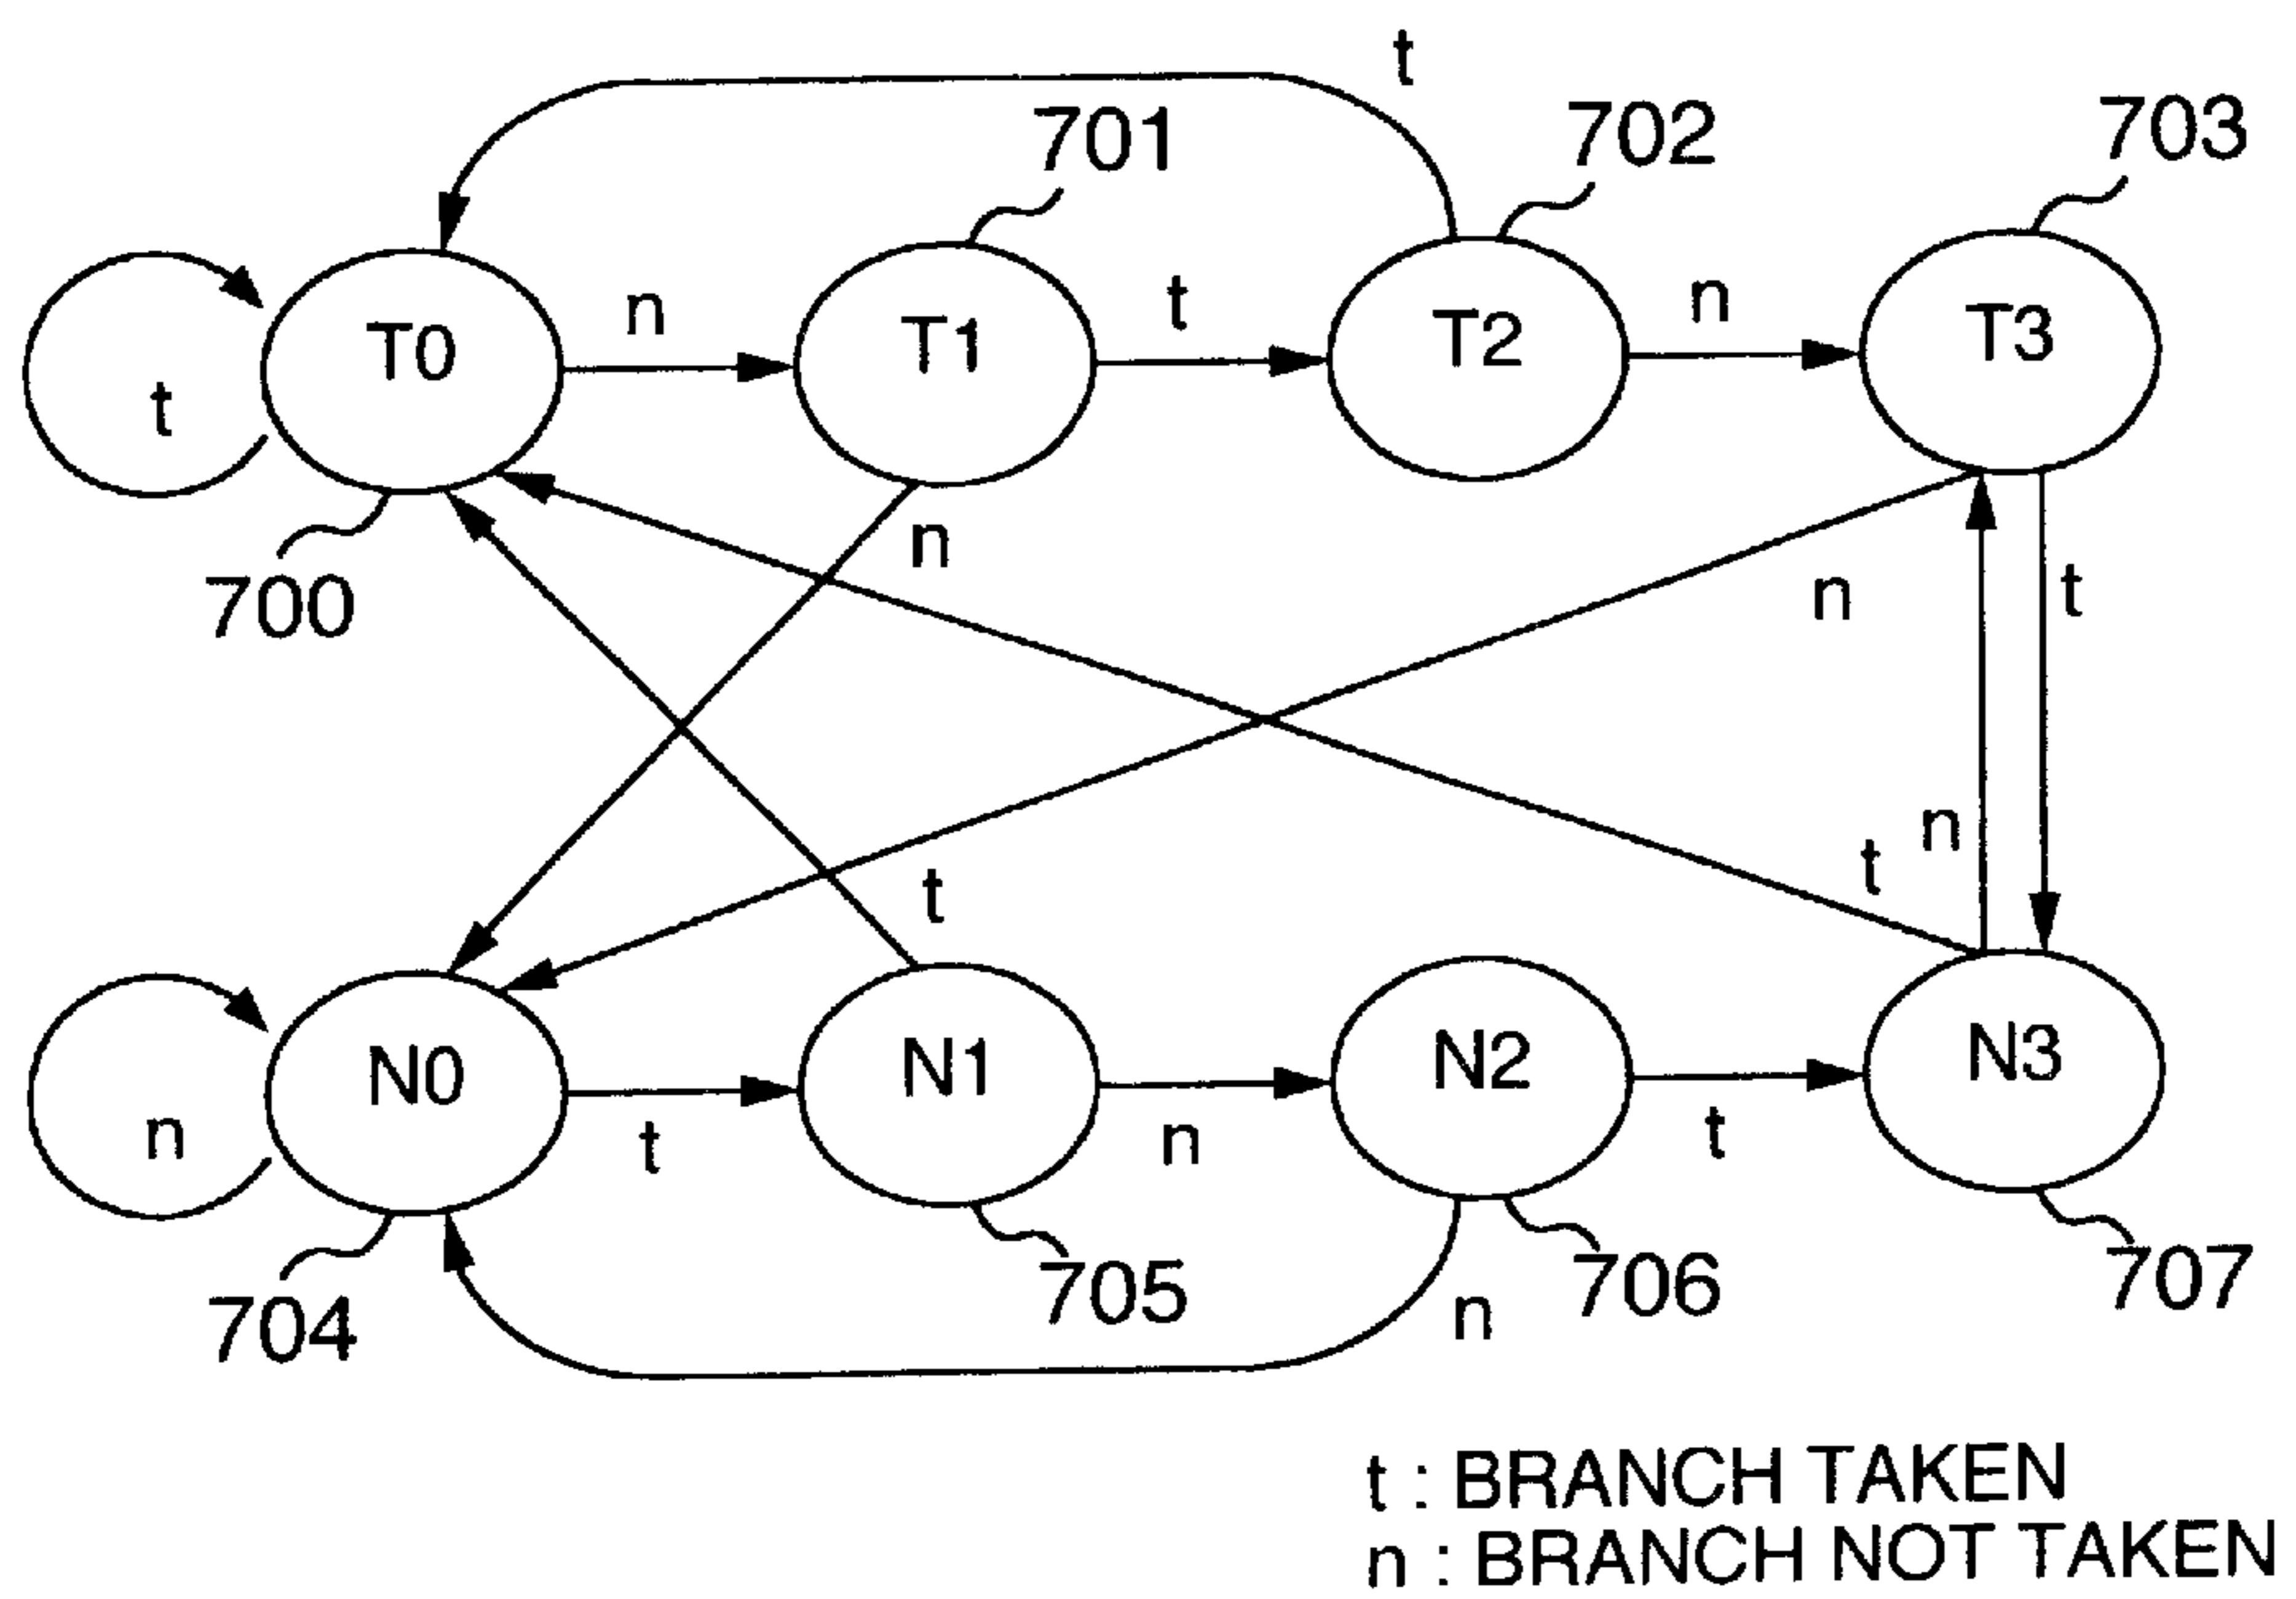 t
701
702
703
n
t
n
T0
T1
T2
T3
t
n
700
n
t
n
t
t
N0
N1
N2
N3
n
t
n
t
704
705
706
707
n
t : BRANCH TAKEN
n : BRANCH NOT TAKEN